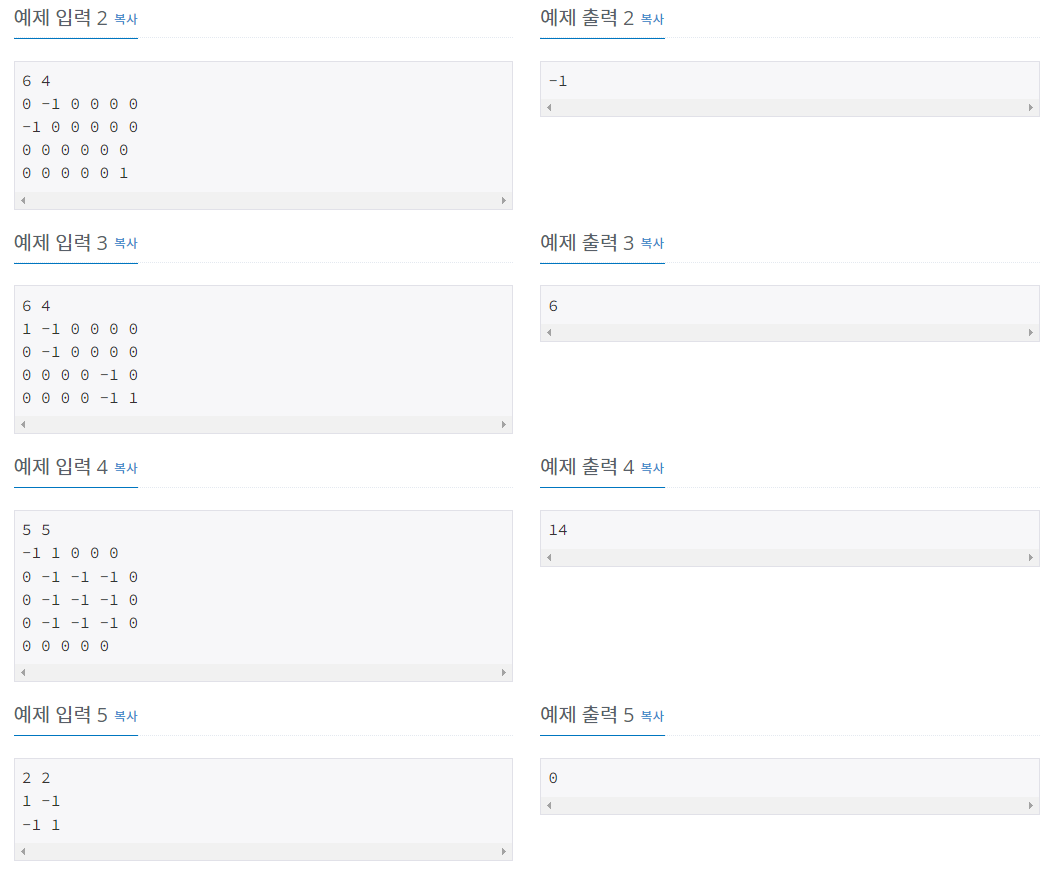 예제 입력 2 복사
6 4
0 -1 0 0 0 0
-1 0 0 0 0 0
0 0 0 0 0 0
0 0 0 0 0 1
예제 출력 2 복사
-1
예제 입력 3 복사
6 4
1 -1 0 0 0 0
0 -1 0 0 0 0
0 0 0 0 -1 0
0 0 0 0 -1 1
예제 출력 3 복사
6
예제 입력 4 복사
5 5
-1 1 0 0 0
0 -1 -1 -1 0
0 -1 -1 -1 0
0 -1 -1 -1 0
0 0 0 0 0
예제 출력 4 복사
14
예제 입력 5 복사
2 2
1 -1
-1 1
예제 출력 5 복사
0